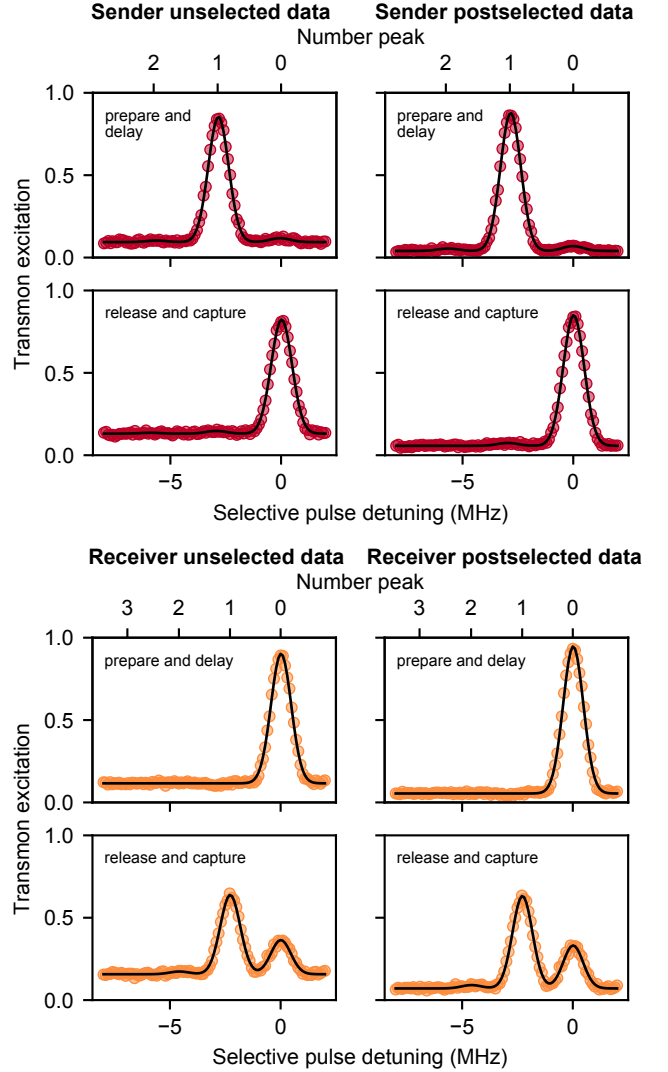 Sender unselected data
Sender postselected data
Number peak
2 1 0
2 1 0
Transmon excitation
1.0
0.5
0.0
prepare and
delay
prepare and
delay
1.0
0.5
0.0
release and capture
release and capture
−5 0
−5 0
Selective pulse detuning (MHz)
Receiver unselected data
Receiver postselected data
Number peak
3 2 1 0
3 2 1 0
Transmon excitation
1.0
0.5
0.0
prepare and delay
prepare and delay
1.0
0.5
0.0
release and capture
release and capture
−5 0
−5 0
Selective pulse detuning (MHz)